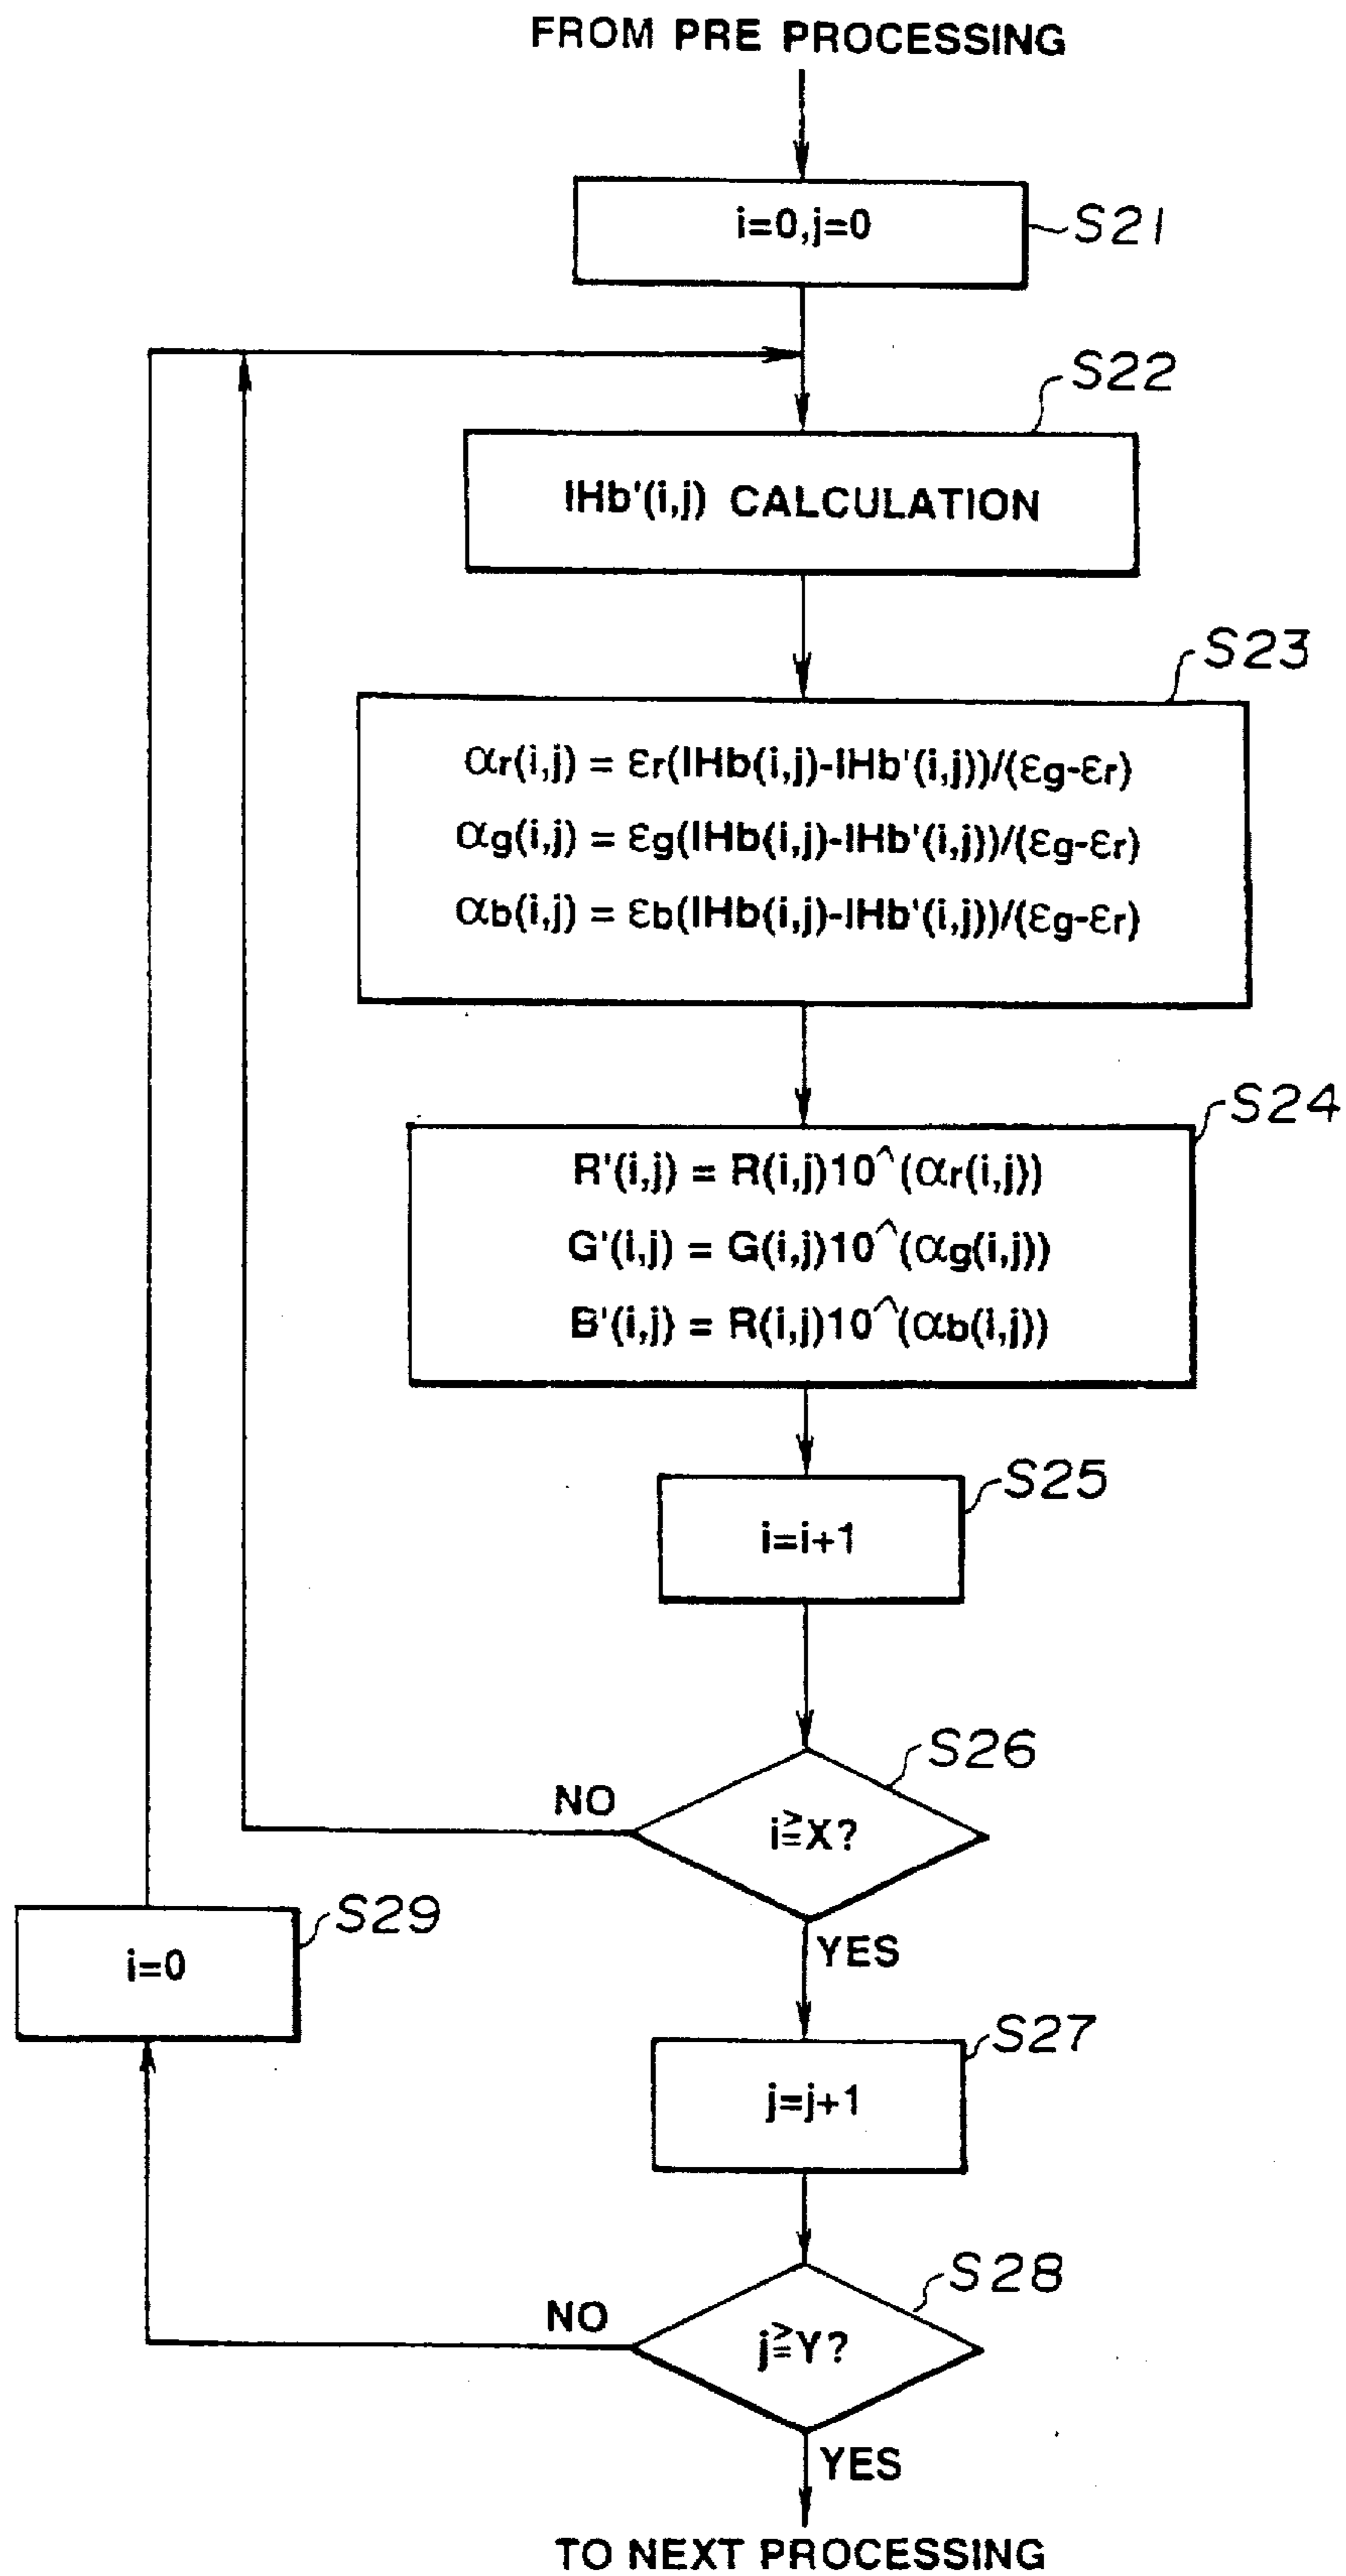 FROM PRE PROCESSING
i=0,j=0
S21
S22
IHb'(i,j) CALCULATION
S23
αr(i,j) = εr(IHb(i,j)-IHb'(i,j))/(εg-εr)
αg(i,j) = εg(IHb(i,j)-IHb'(i,j))/(εg-εr)
αb(i,j) = εb(IHb(i,j)-IHb'(i,j))/(εg-εr)
S24
R'(i,j) = R(i,j)10^(αr(i,j))
G'(i,j) = G(i,j)10^(αg(i,j))
B'(i,j) = R(i,j)10^(αb(i,j))
S25
i=i+1
S26
NO
i≧X?
S29
YES
i=0
S27
j=j+1
S28
NO
j≧Y?
YES
TO NEXT PROCESSING